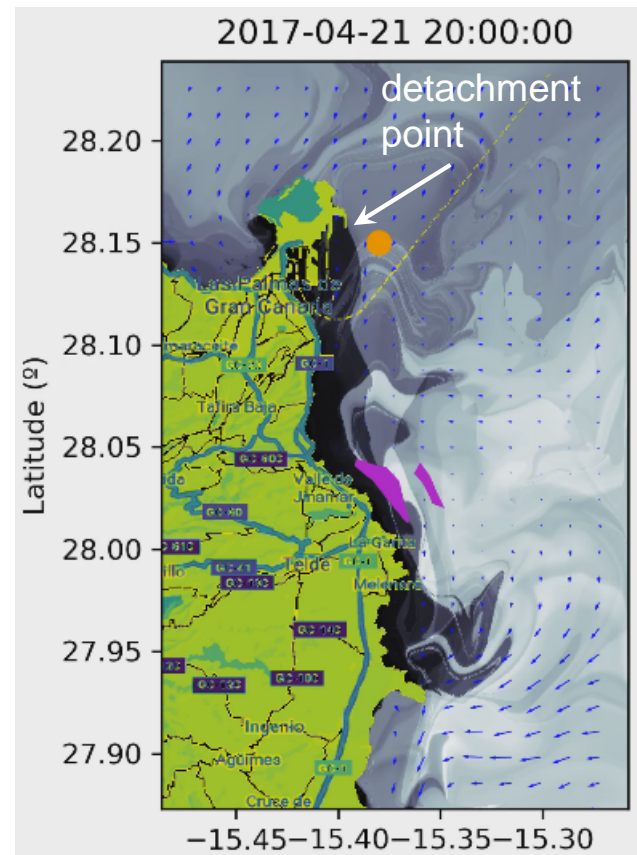 2017-04-21 20:00:00
detachment
point
28.20
28.15
Las Palmas de
Gran Canaria
28.10
Latitude (º)
Tafira Baja
28.05
Valle de
Jinamar
28.00
Telde
La Garita
Melenara
27.95
Ingenio
27.90
Agüimes
Cruce de
−15.45−15.40−15.35−15.30